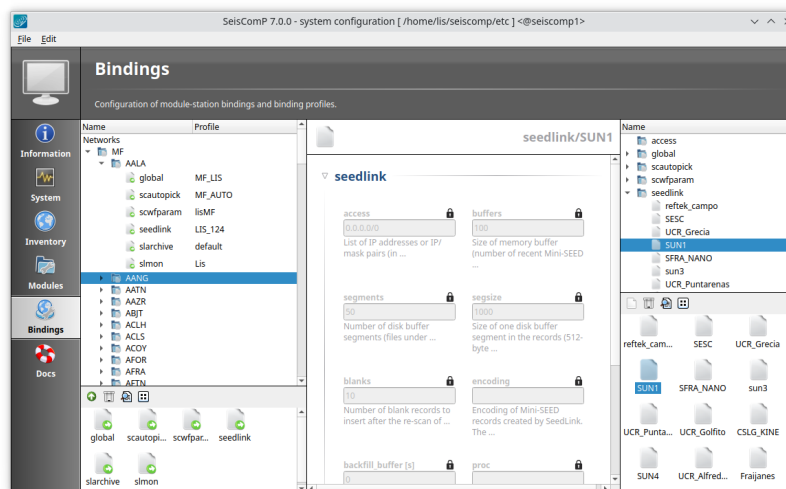 SeisComP 7.0.0 - system configuration [ /home/lis/seiscomp/etc ] <@seiscomp1>
File Edit
Bindings
Configuration of module-station bindings and binding profiles.
Information
System
Inventory
Modules
Bindings
Docs
Name Profile
Networks
MF
AALA
global MF_LIS
scautopick MF_AUTO
scwfparam lisMF
seedlink LIS_124
slarchive default
slmon Lis
AANG
AATN
AAZR
ABJT
ACLH
ACLS
ACOY
AFOR
AFRA
AFTN
global scautopi... scwfpar... seedlink
slarchive slmon
seedlink/SUN1
seedlink
access buffers
0.0.0.0/0 100
List of IP addresses or IP/ Size of memory buffer
mask pairs (in ... (number of recent Mini-SEED
...
segments segsize
50 1000
Number of disk buffer Size of one disk buffer
segments (files under ... segment in the records (512-
byte ...
blanks encoding
10
Number of blank records to Encoding of Mini-SEED
insert after the re-scan of ... records created by SeedLink.
The ...
backfill_buffer [s] proc
0
Name
access
global
scautopick
scwfparam
seedlink
reftek_campo
SESC
UCR_Grecia
SUN1
SFRA_NANO
sun3
UCR_Puntarenas
reftek_cam... SESC UCR_Grecia
SUN1 SFRA_NANO sun3
UCR_Punta... UCR_Golfito CSLG_KINE
SUN4 UCR_Alfred... Fraijanes